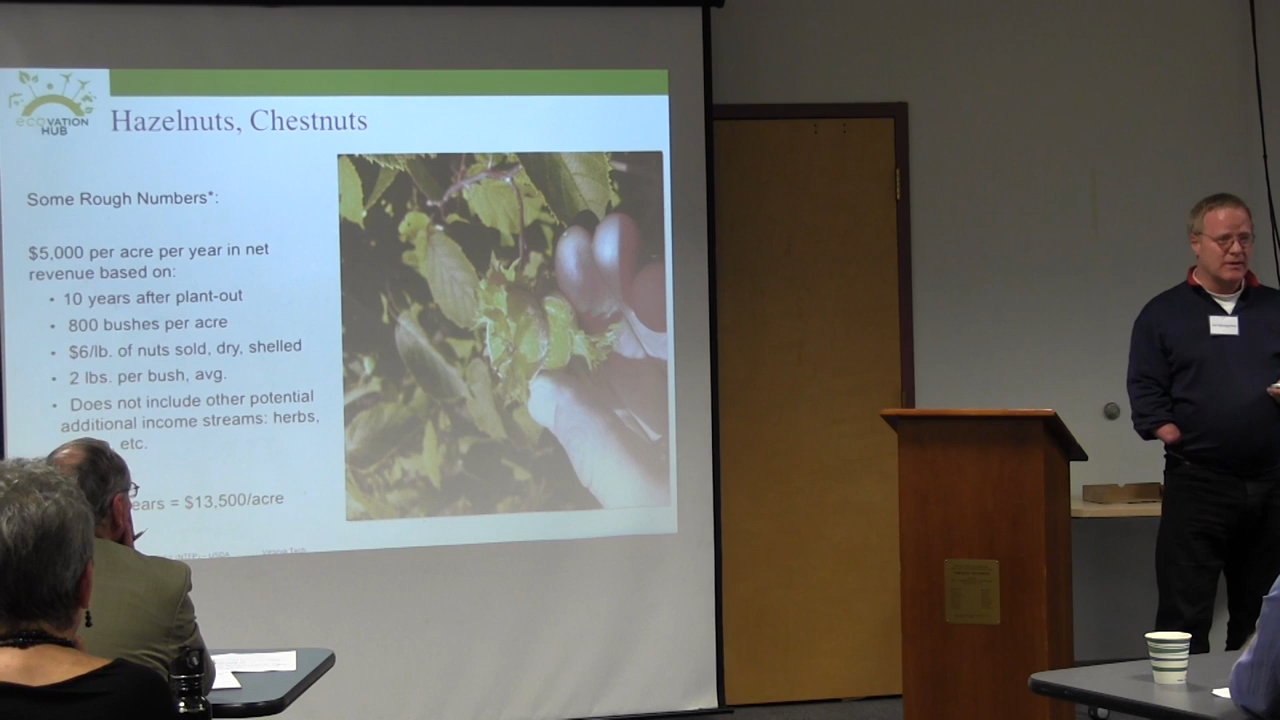 ecoVATION
HUB
Hazelnuts, Chestnuts
Some Rough Numbers*:
$5,000 per acre per year in net
revenue based on:
• 10 years after plant-out
• 800 bushes per acre
• $6/lb. of nuts sold, dry, shelled
• 2 lbs. per bush, avg.
• Does not include other potential
additional income streams: herbs,
etc.
ears = $13,500/acre